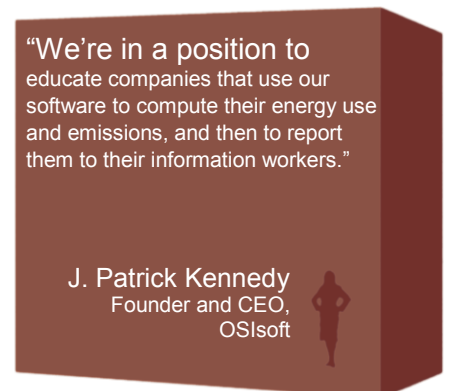 “We’re in a position to
educate companies that use our
software to compute their energy use
and emissions, and then to report
them to their information workers.”
J. Patrick Kennedy
Founder and CEO,
OSIsoft